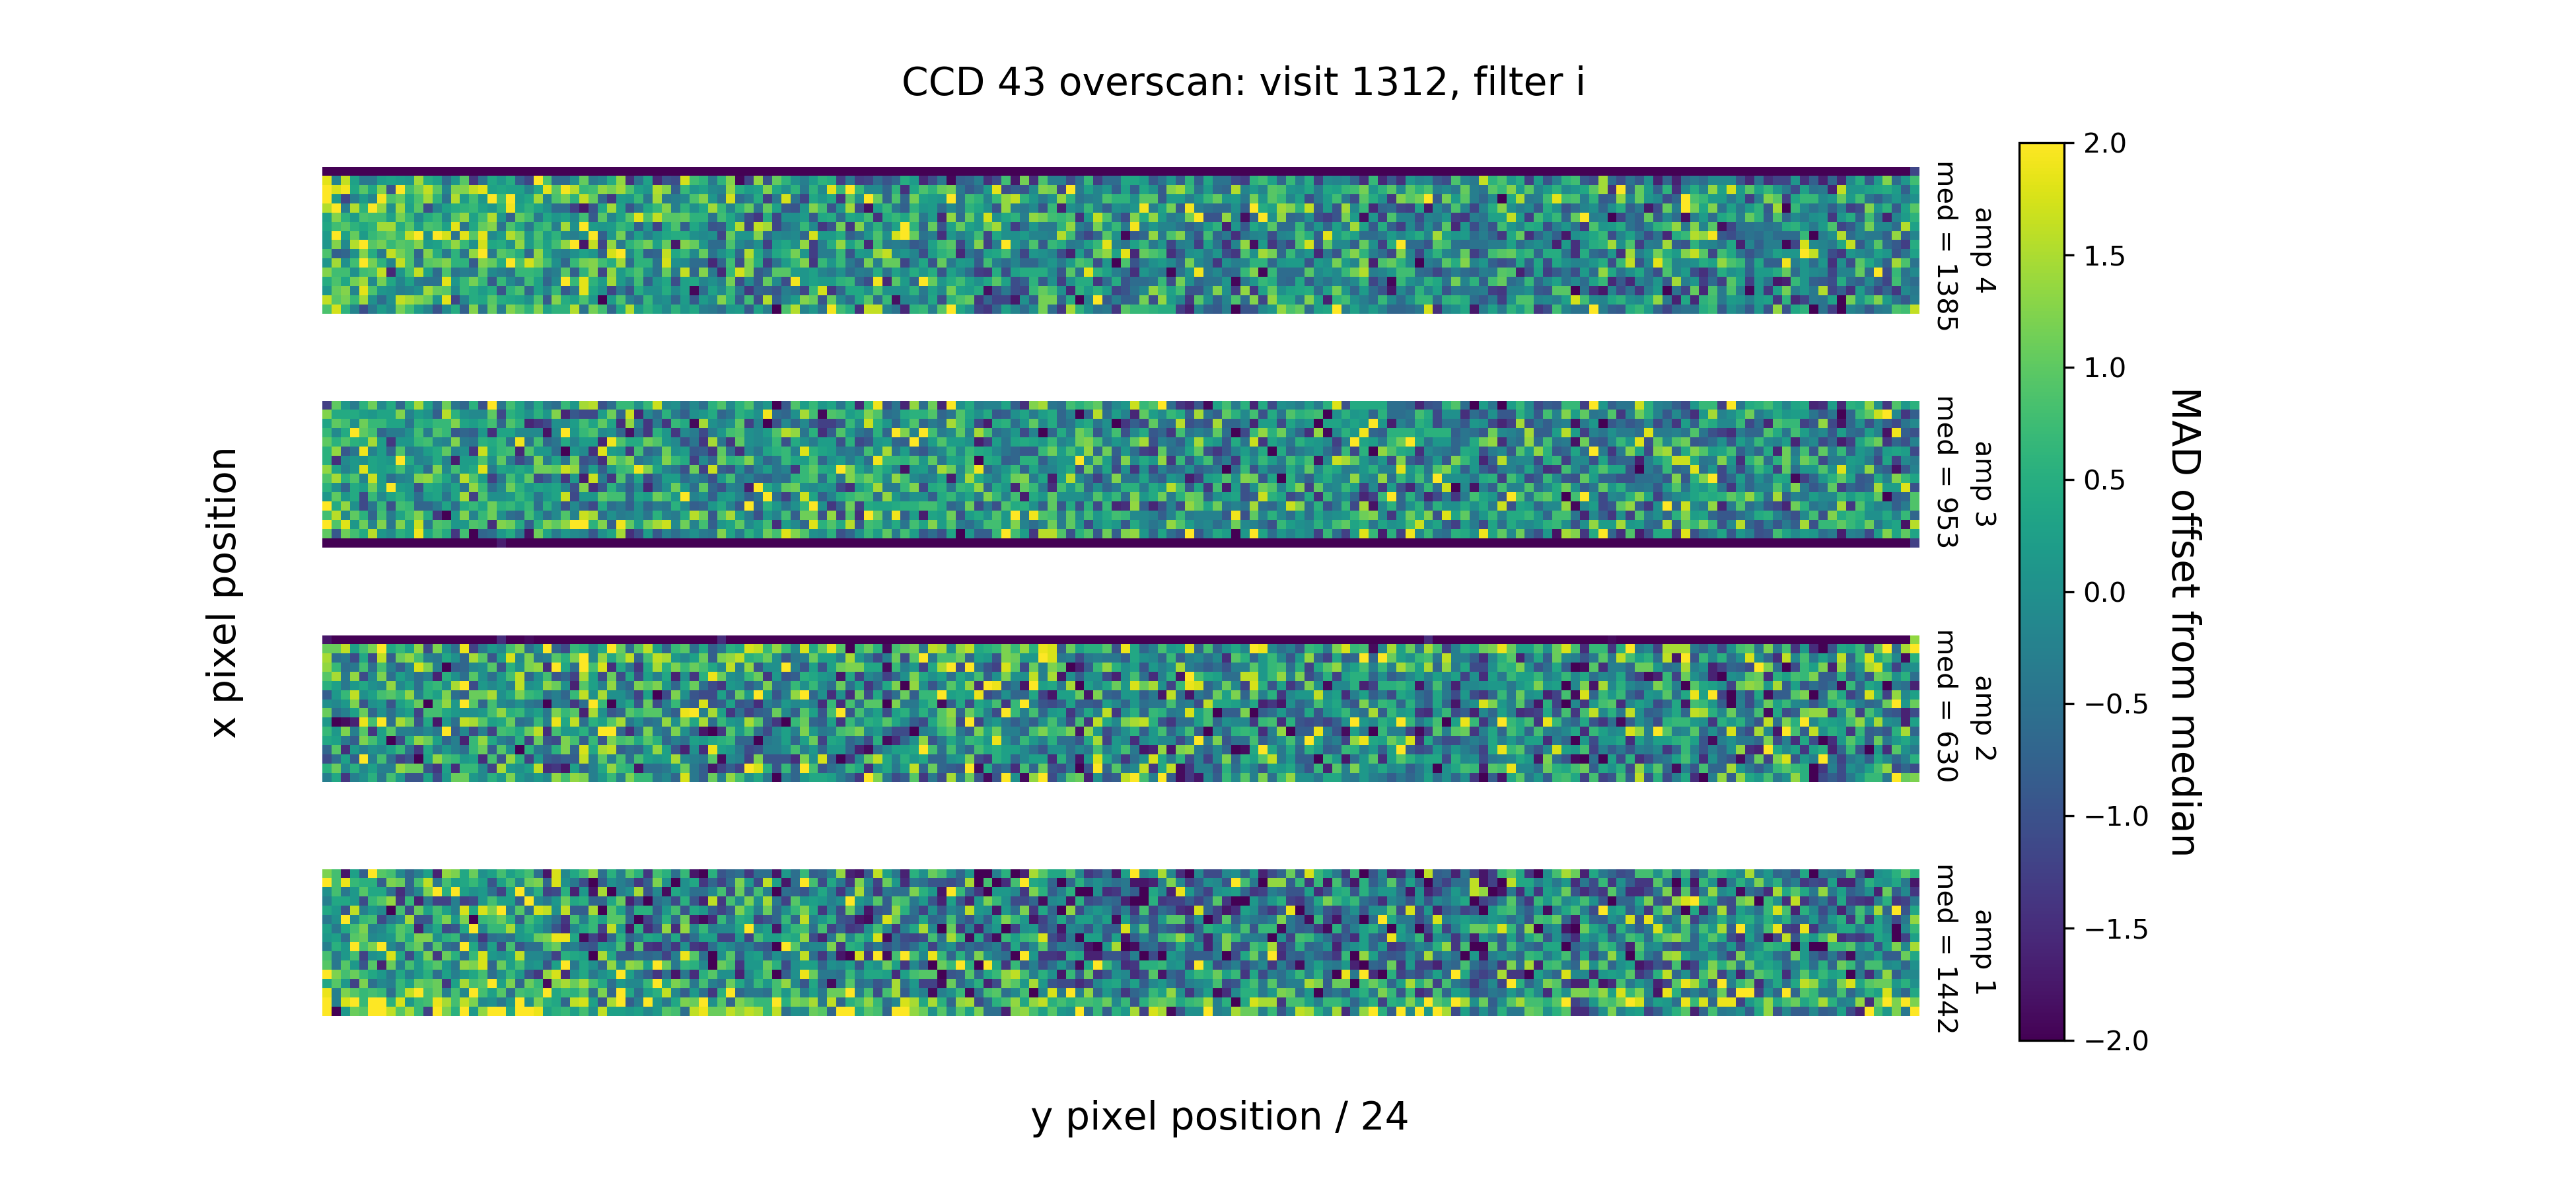 CCD 43 overscan: visit 1312, filter i
x pixel position
amp 4
med = 1385
amp 3
med = 953
amp 2
med = 630
amp 1
med = 1442
y pixel position / 24
2.0
1.5
1.0
0.5
0.0
−0.5
−1.0
−1.5
−2.0
MAD offset from median